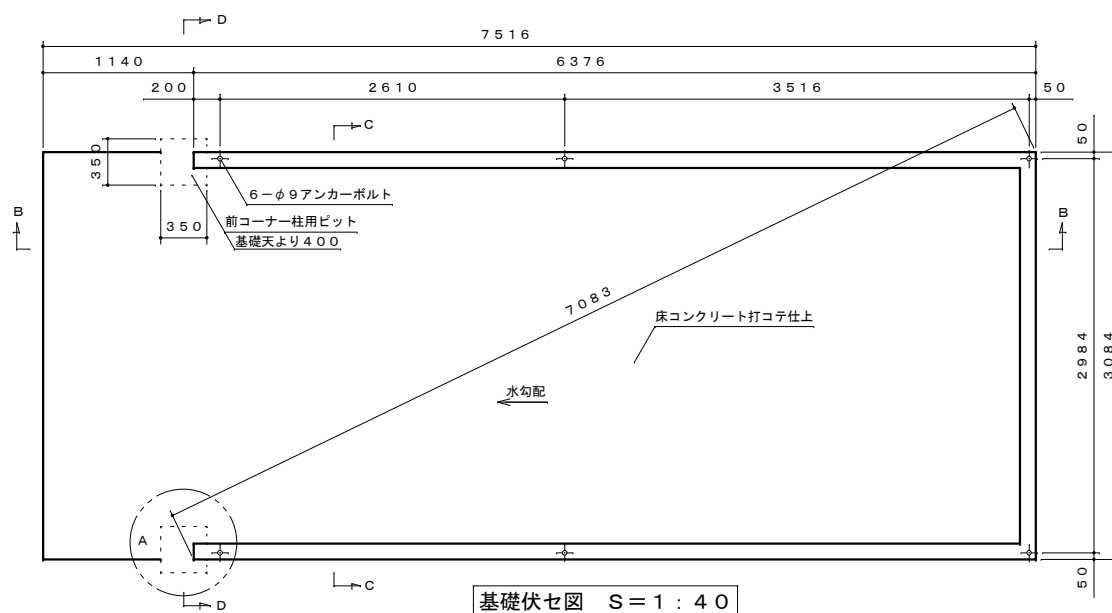 D
7516
1140 6376
200 2610 3516 50
C
50
350
6－φ9アンカーボルト
B
前コーナー柱用ピット
B
350
基礎天より400
7083
床コンクリート打コテ仕上
2984
3084
水勾配
A
C
50
D
基礎伏セ図 S＝1：40